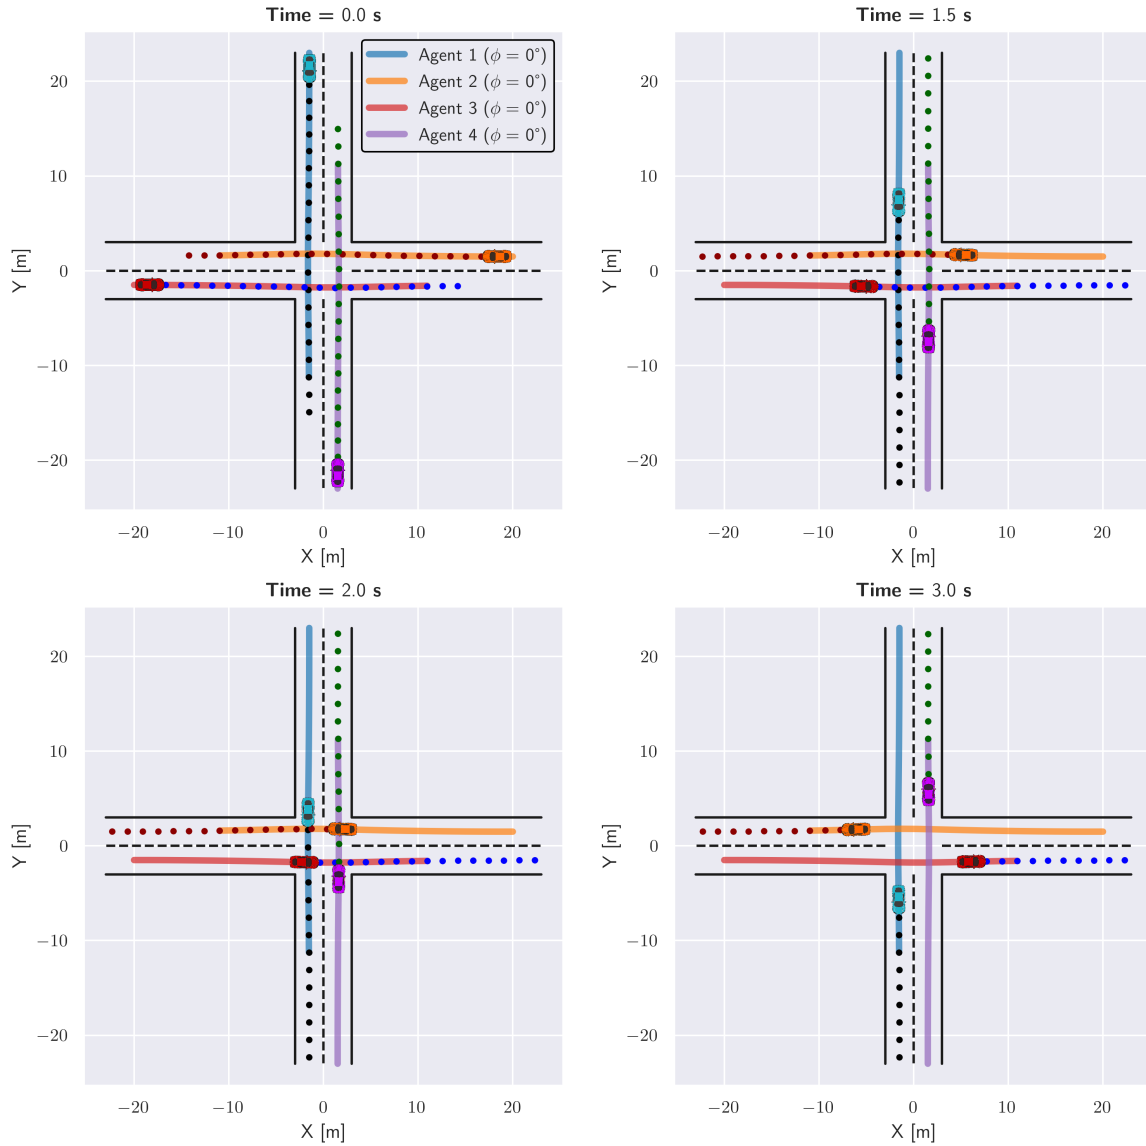 Time = 0.0 s
Agent 1 (ϕ = 0°)
Agent 2 (ϕ = 0°)
Agent 3 (ϕ = 0°)
Agent 4 (ϕ = 0°)
20
10
0
−10
−20
Y [m]
−20 −10 0 10 20
X [m]
Time = 1.5 s
20
10
0
−10
−20
Y [m]
−20 −10 0 10 20
X [m]
Time = 2.0 s
20
10
0
−10
−20
Y [m]
−20 −10 0 10 20
X [m]
Time = 3.0 s
20
10
0
−10
−20
Y [m]
−20 −10 0 10 20
X [m]